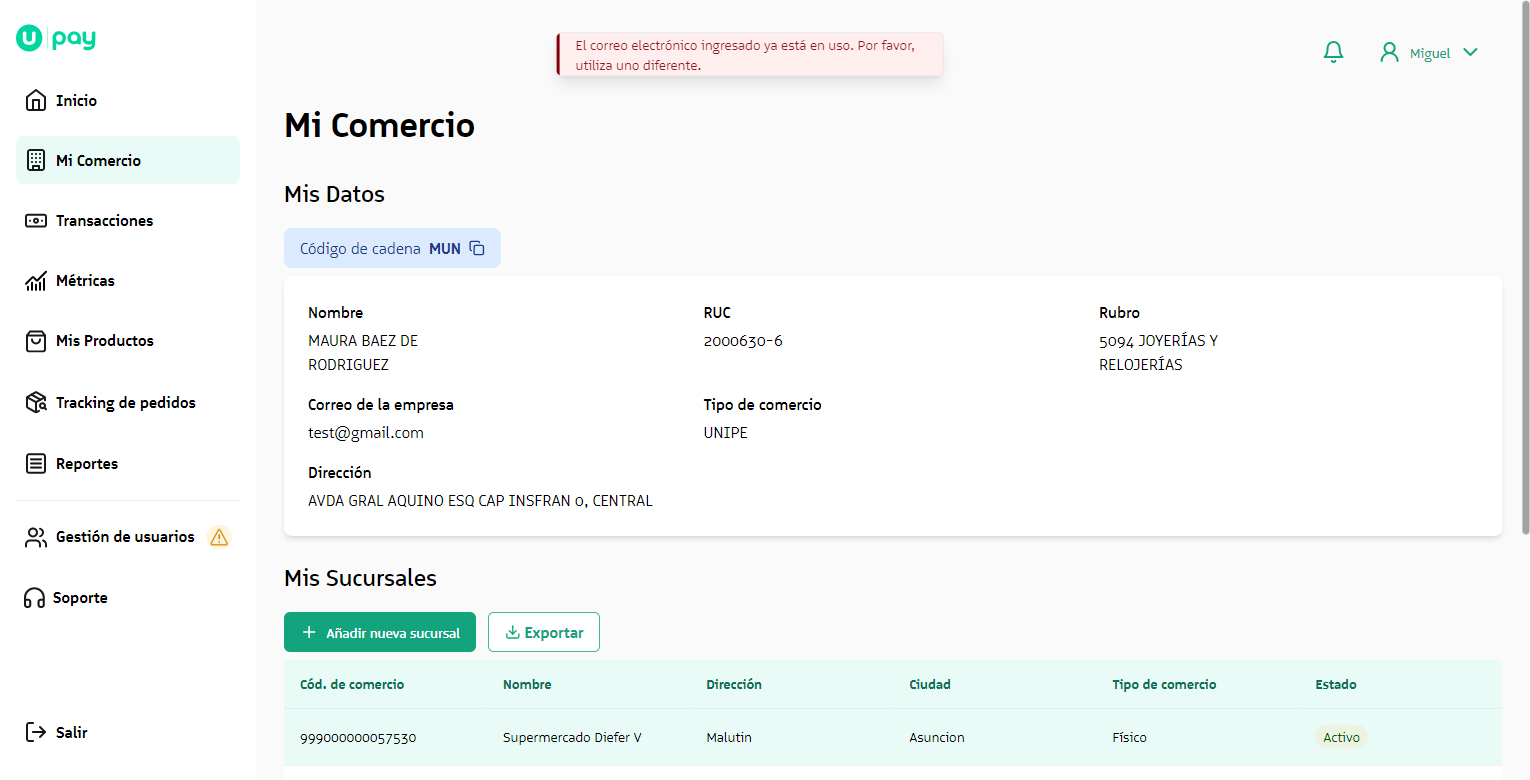 U pay
El correo electrónico ingresado ya está en uso. Por favor,
utiliza uno diferente.
Miguel
Inicio
Mi Comercio
Transacciones
Métricas
Mis Productos
Tracking de pedidos
Reportes
Gestión de usuarios
Soporte
Salir
Mi Comercio
Mis Datos
Código de cadena MUN
Nombre
MAURA BAEZ DE
RODRIGUEZ
RUC
2000630-6
Rubro
5094 JOYERÍAS Y
RELOJERÍAS
Correo de la empresa
test@gmail.com
Tipo de comercio
UNIPE
Dirección
AVDA GRAL AQUINO ESQ CAP INSFRAN 0, CENTRAL
Mis Sucursales
Añadir nueva sucursal
Exportar
Cód. de comercio Nombre Dirección Ciudad Tipo de comercio Estado
999000000057530 Supermercado Diefer V Malutin Asuncion Físico Activo